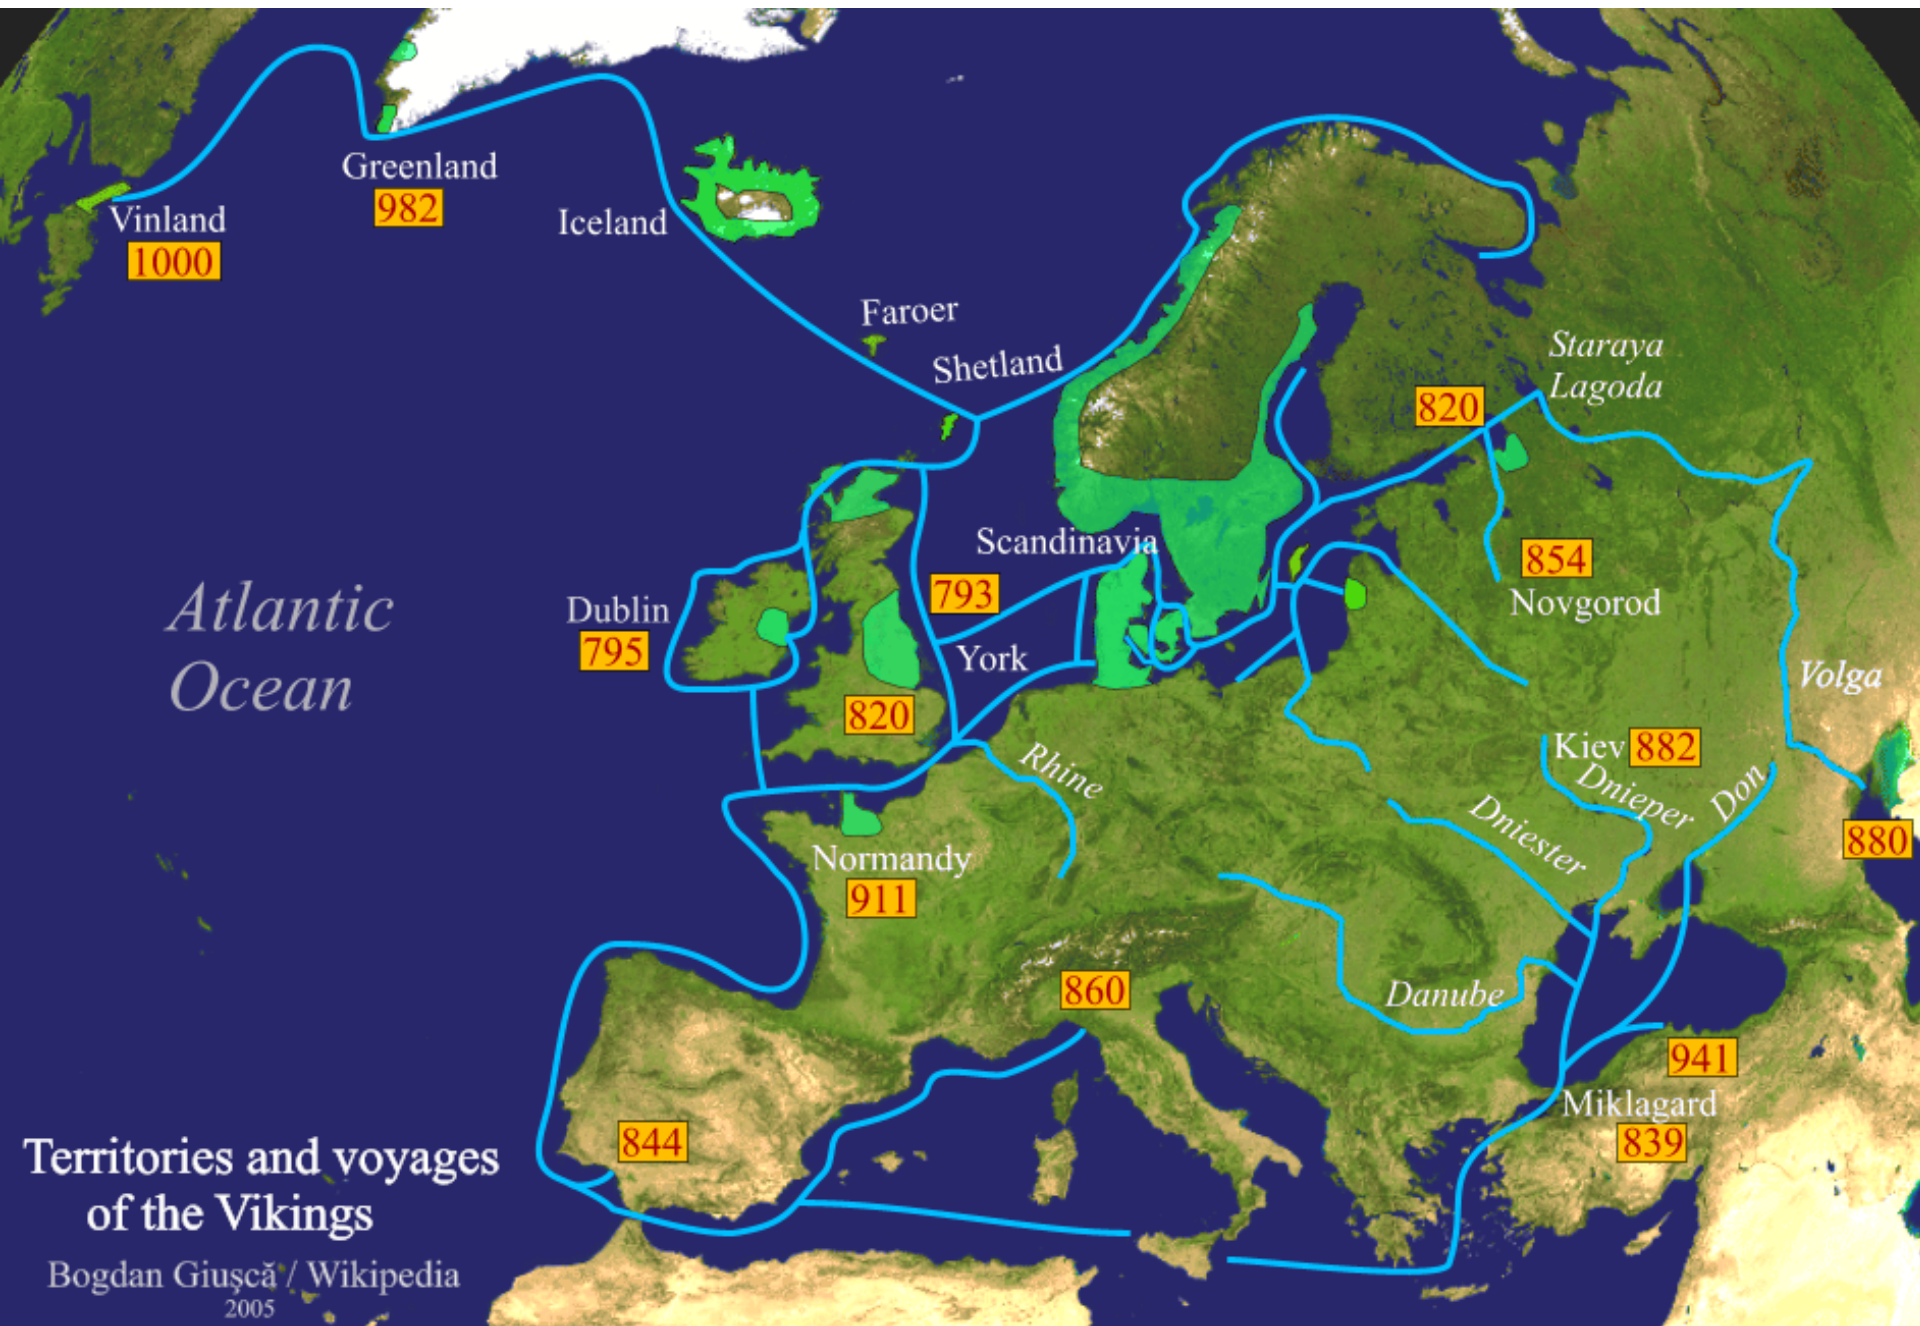 Greenland
982
Vinland
1000
Iceland
Faroer
Shetland
Staraya
Lagoda
820
Scandinavia
793
854
Novgorod
Dublin
795
York
820
Atlantic
Ocean
Volga
Kiev 882
Rhine
Dnieper
Don
Dniester
880
Normandy
911
860
Danube
941
Miklagard
839
844
Territories and voyages
of the Vikings
Bogdan Giuşcă / Wikipedia
2005